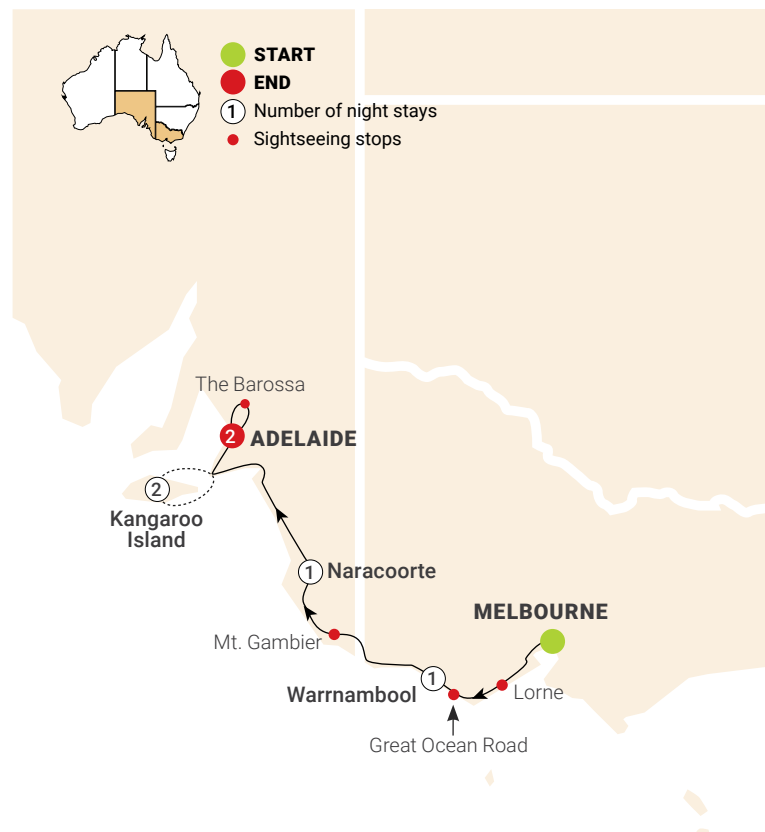 START
END
1 Number of night stays
Sightseeing stops
The Barossa
2 ADELAIDE
2
Kangaroo
Island
1 Naracoorte
MELBOURNE
Mt. Gambier
1
Warrnambool
Lorne
Great Ocean Road